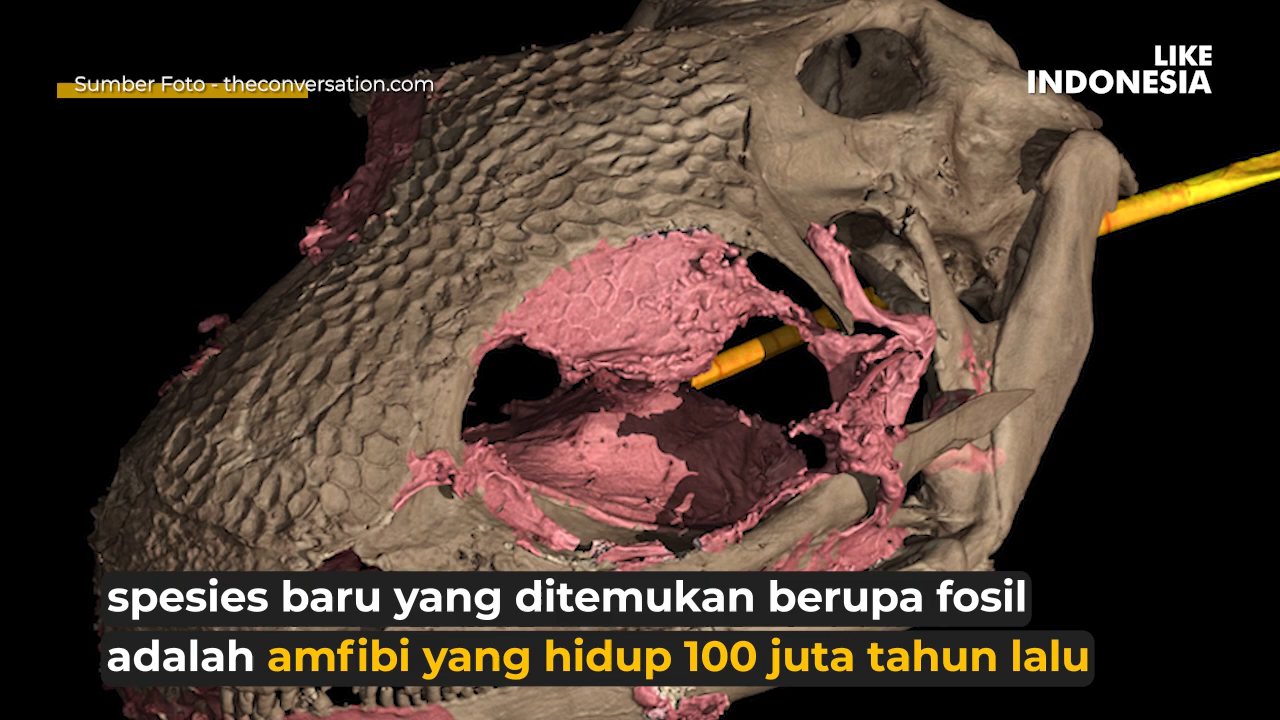 Sumber Foto - theconversation.com
LIKE
INDONESIA
spesies baru yang ditemukan berupa fosil
adalah amfibi yang hidup 100 juta tahun lalu